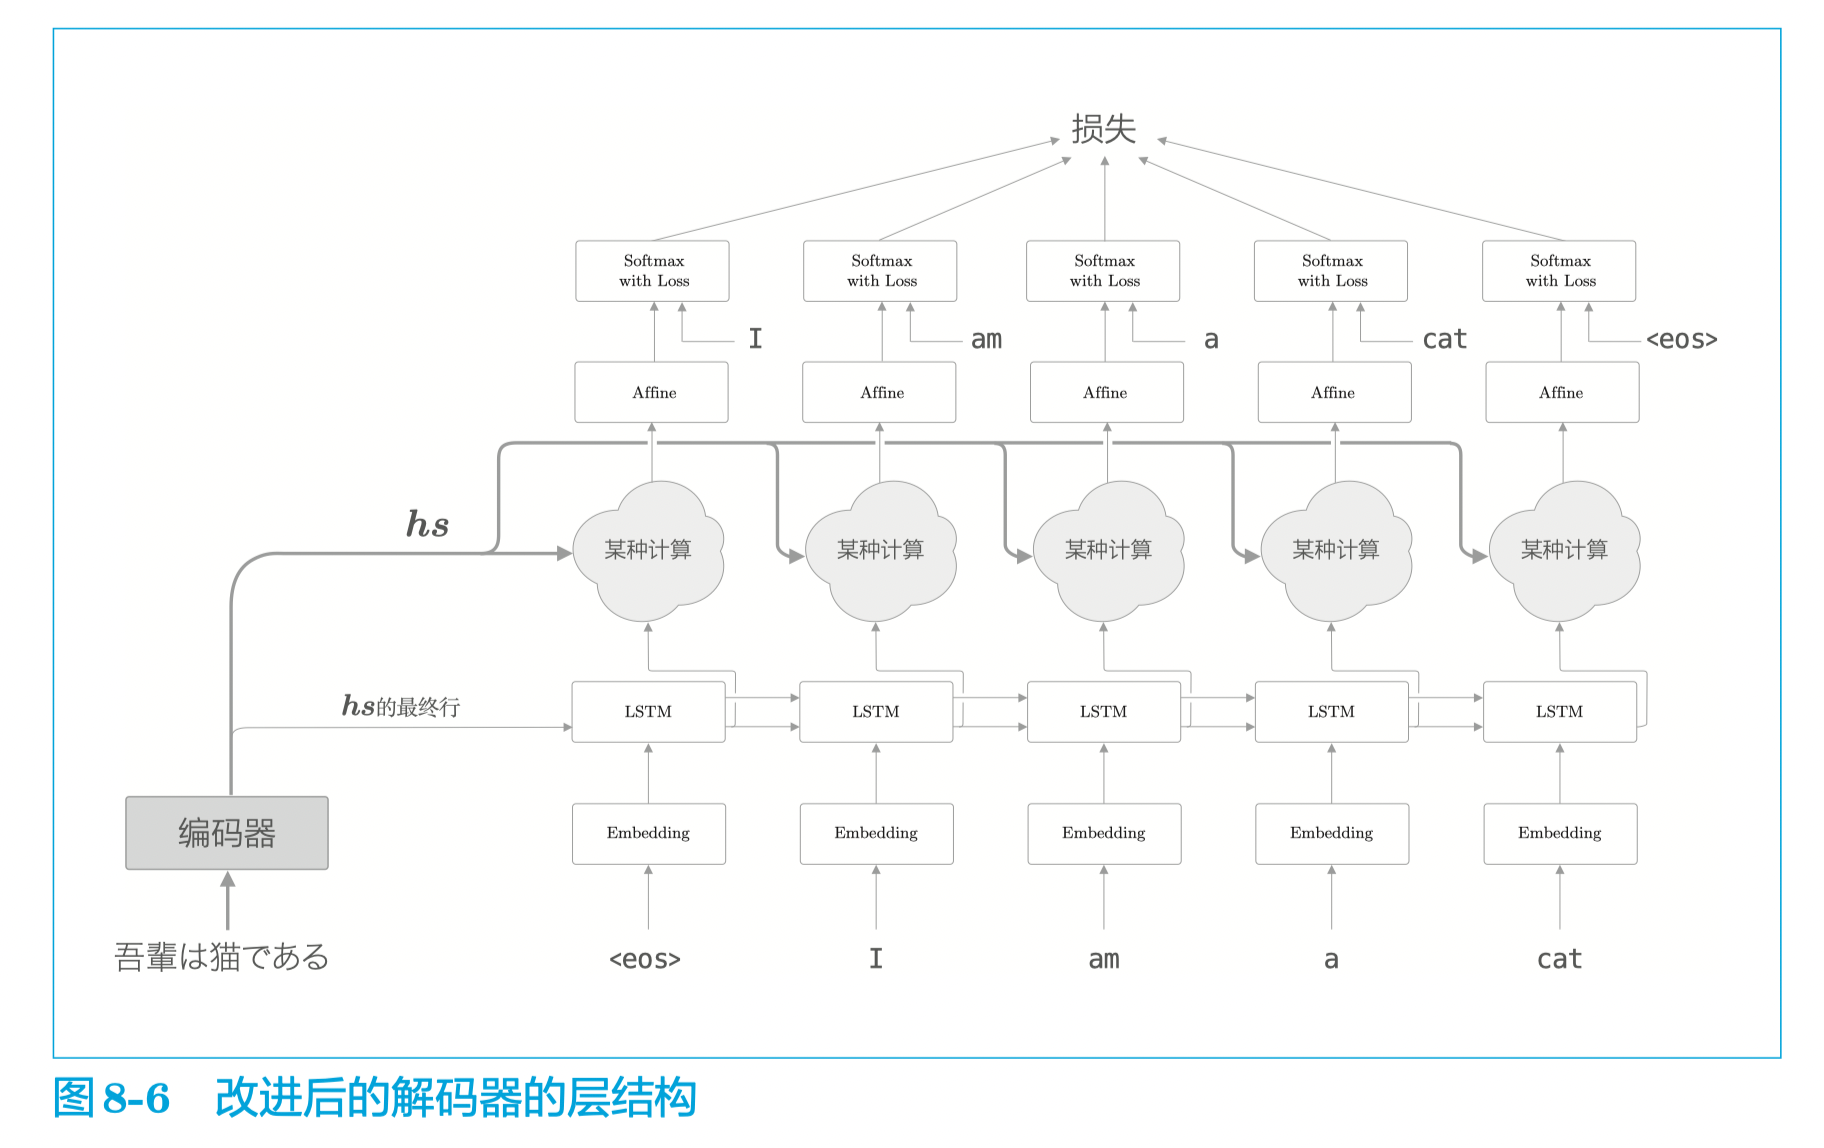 损失
Softmax with Loss
Softmax with Loss
Softmax with Loss
Softmax with Loss
Softmax with Loss
I
am
a
cat
<eos>
Affine
Affine
Affine
Affine
Affine
hs
某种计算
某种计算
某种计算
某种计算
某种计算
hs的最终行
LSTM
LSTM
LSTM
LSTM
LSTM
编码器
Embedding
Embedding
Embedding
Embedding
Embedding
吾輩は猫である
<eos>
I
am
a
cat
图8-6 改进后的解码器的层结构